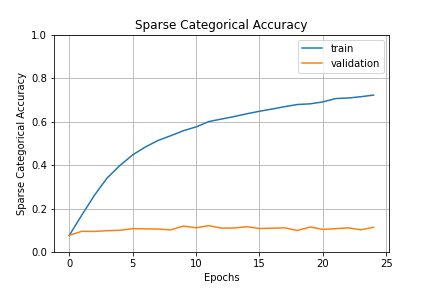 Sparse Categorical Accuracy
train
validation
Sparse Categorical Accuracy
1.0
0.8
0.6
0.4
0.2
0.0
0 5 10 15 20 25
Epochs